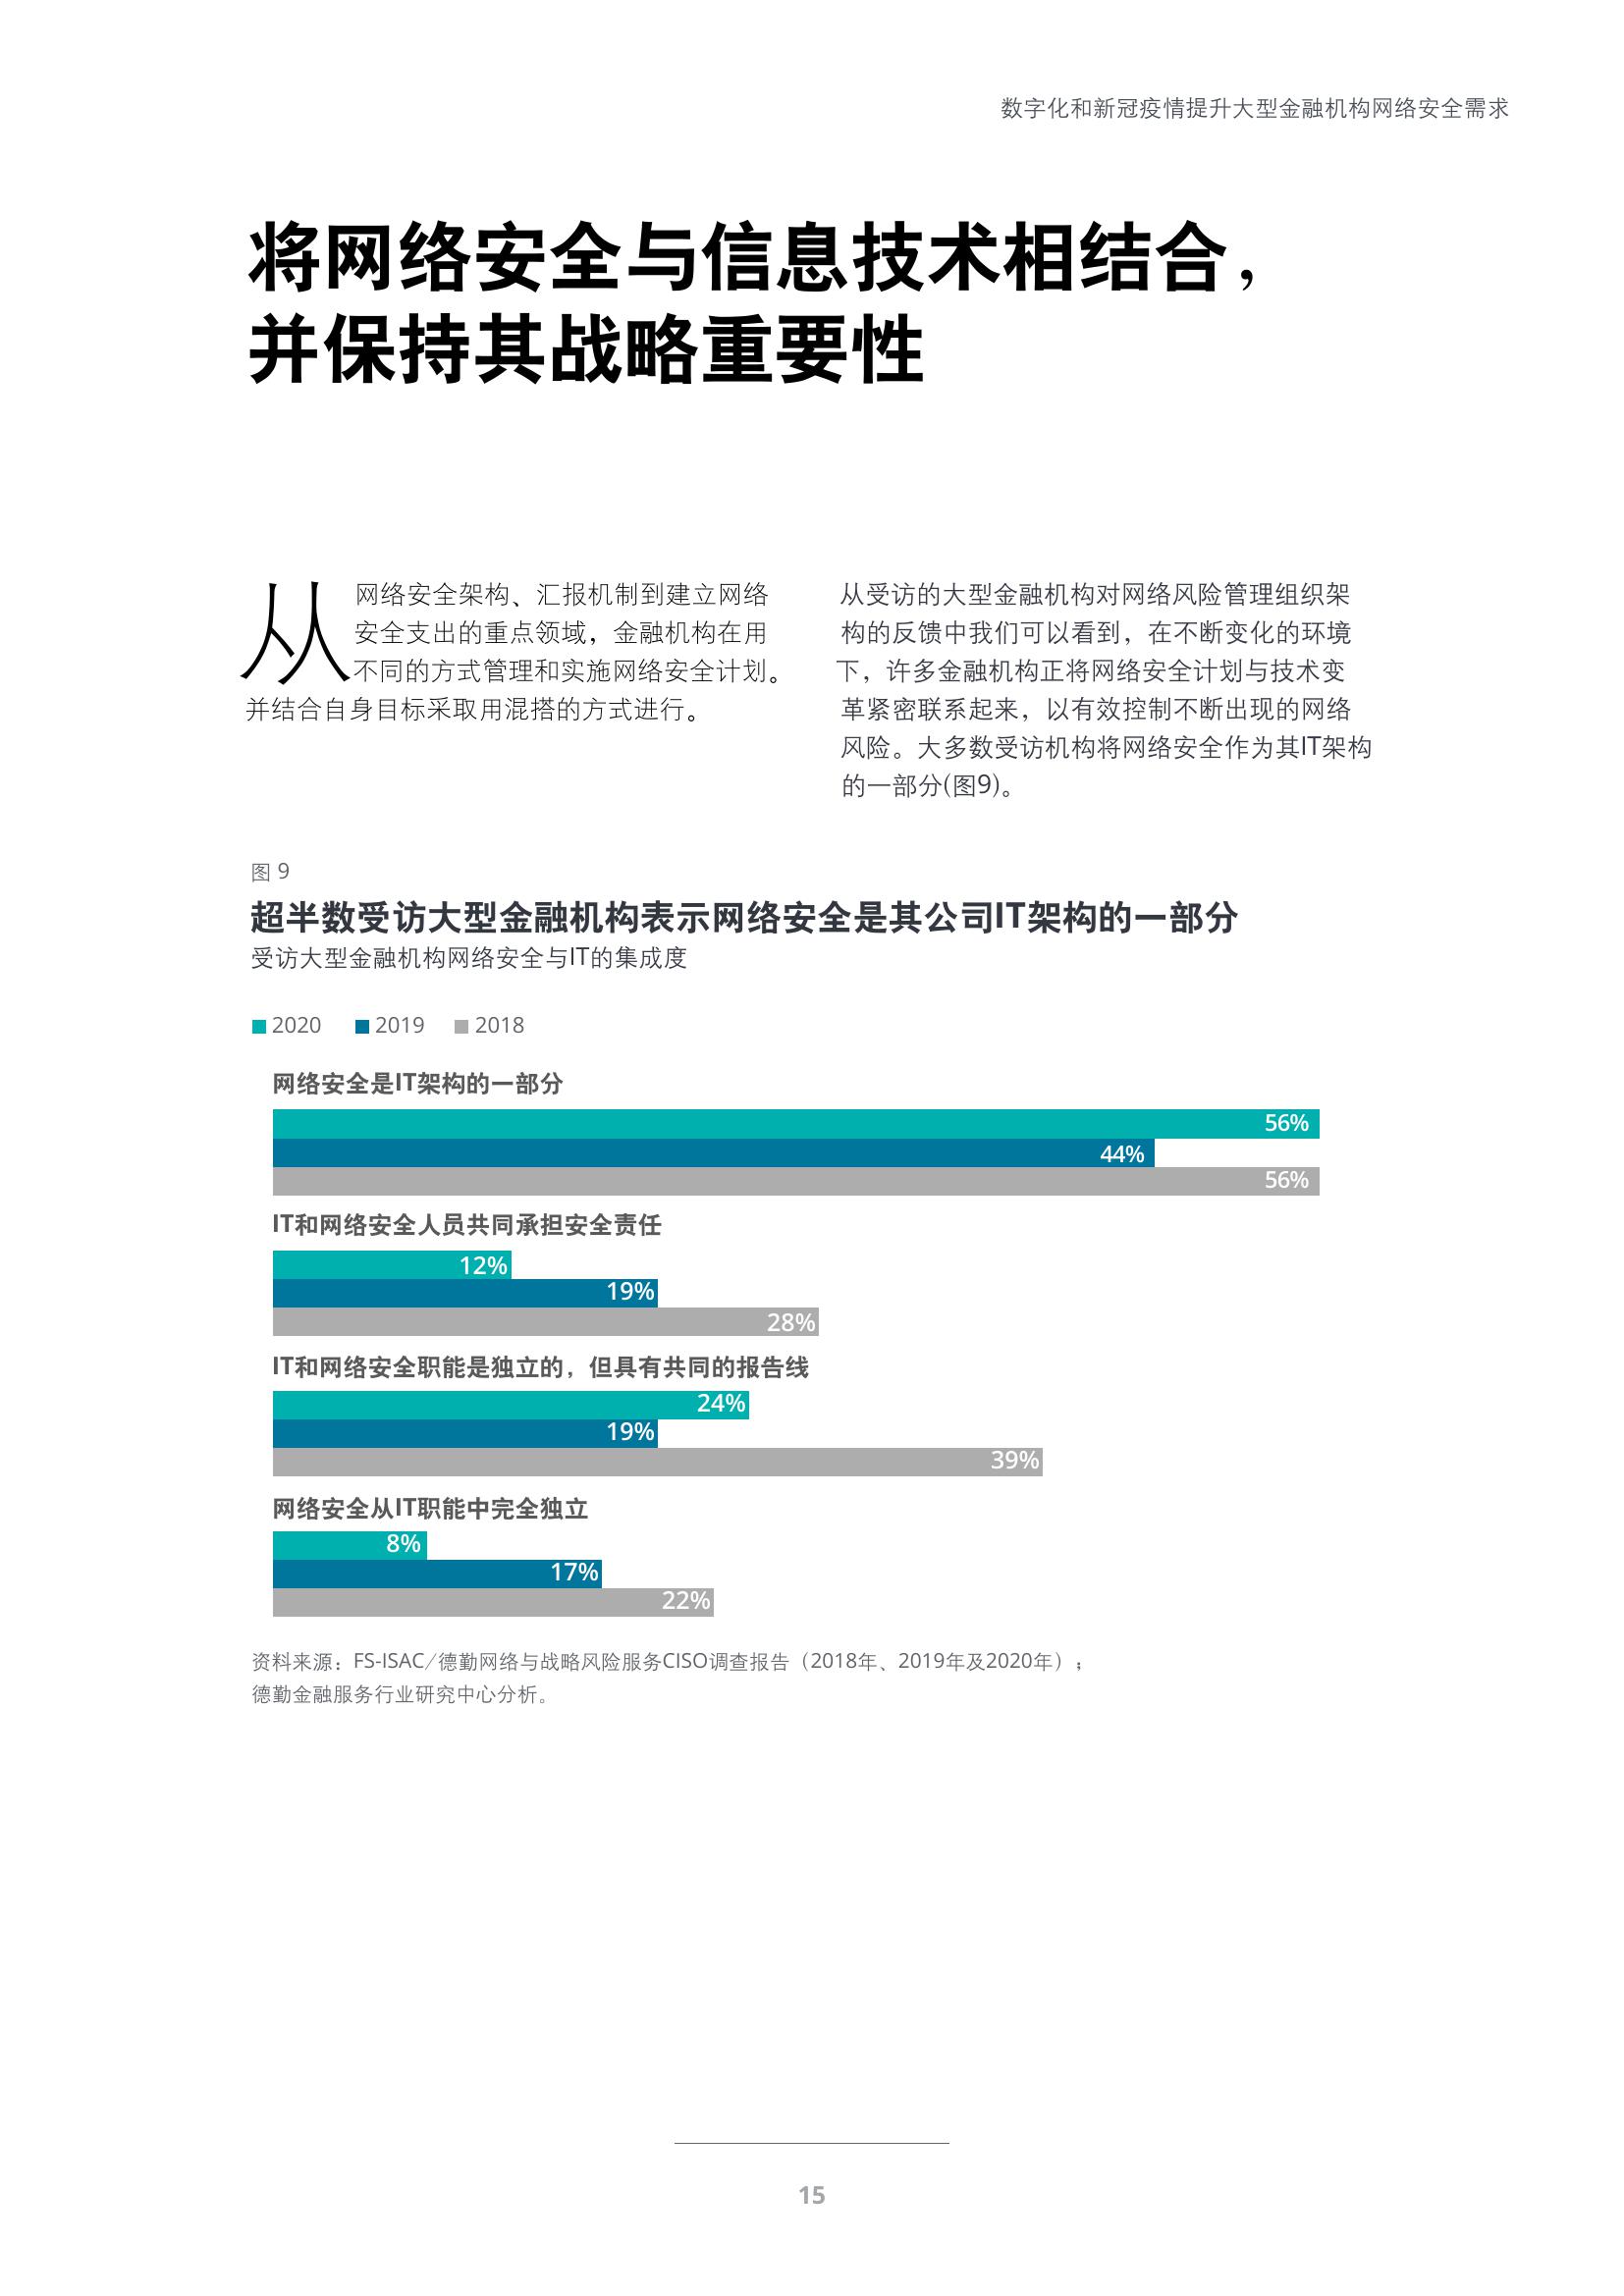 数字化和新冠疫情提升大型金融机构网络安全需求
将网络安全与信息技术相结合，
并保持其战略重要性
从网络安全架构、汇报机制到建立网络
安全支出的重点领域，金融机构在用
不同的方式管理和实施网络安全计划。
并结合自身目标采取用混搭的方式进行。
从受访的大型金融机构对网络风险管理组织架
构的反馈中我们可以看到，在不断变化的环境
下，许多金融机构正将网络安全计划与技术变
革紧密联系起来，以有效控制不断出现的网络
风险。大多数受访机构将网络安全作为其IT架构
的一部分(图9)。
图 9
超半数受访大型金融机构表示网络安全是其公司IT架构的一部分
受访大型金融机构网络安全与IT的集成度
2020 2019 2018
网络安全是IT架构的一部分
56%
44%
56%
IT和网络安全人员共同承担安全责任
12%
19%
28%
IT和网络安全职能是独立的，但具有共同的报告线
24%
19%
39%
网络安全从IT职能中完全独立
8%
17%
22%
资料来源：FS-ISAC/德勤网络与战略风险服务CISO调查报告（2018年、2019年及2020年）；
德勤金融服务行业研究中心分析。
15